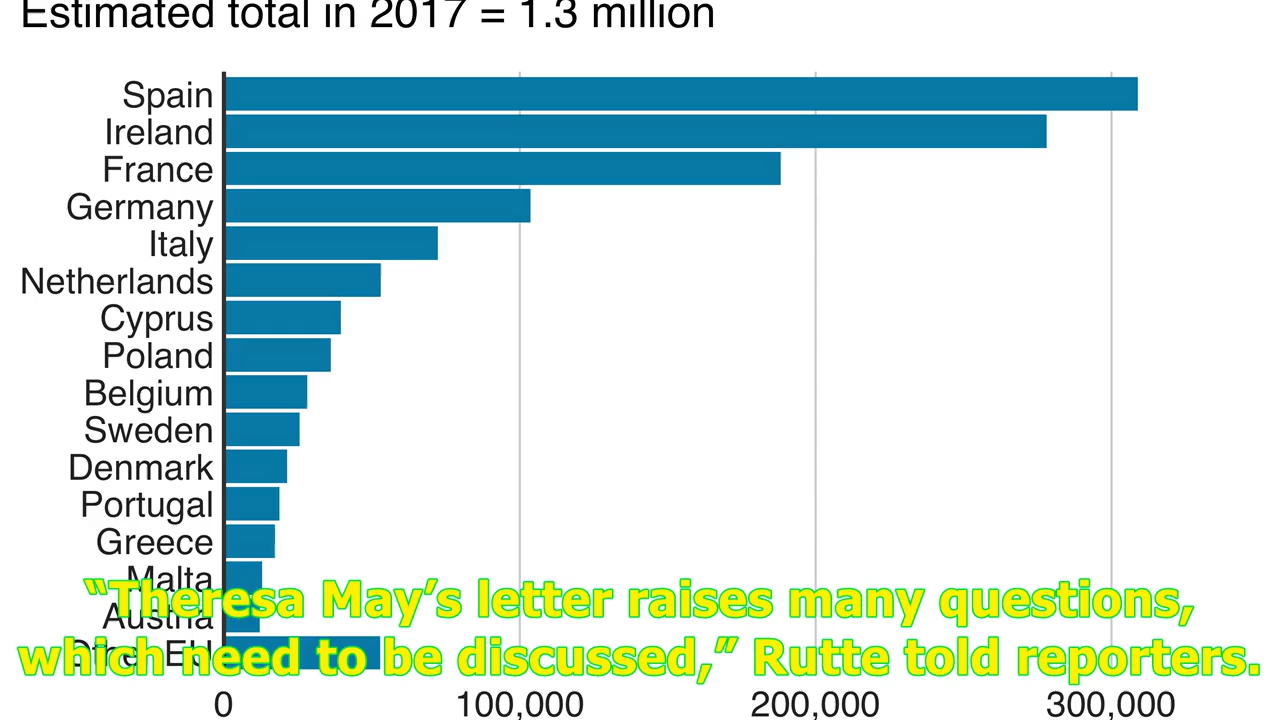 Estimated total in 2017 = 1.3 million
Spain
Ireland
France
Germany
Italy
Netherlands
Cyprus
Poland
Belgium
Sweden
Denmark
Portugal
Greece
Malta
Austria
Other EU
“Theresa May’s letter raises many questions,
which need to be discussed,” Rutte told reporters.
0 100,000 200,000 300,000